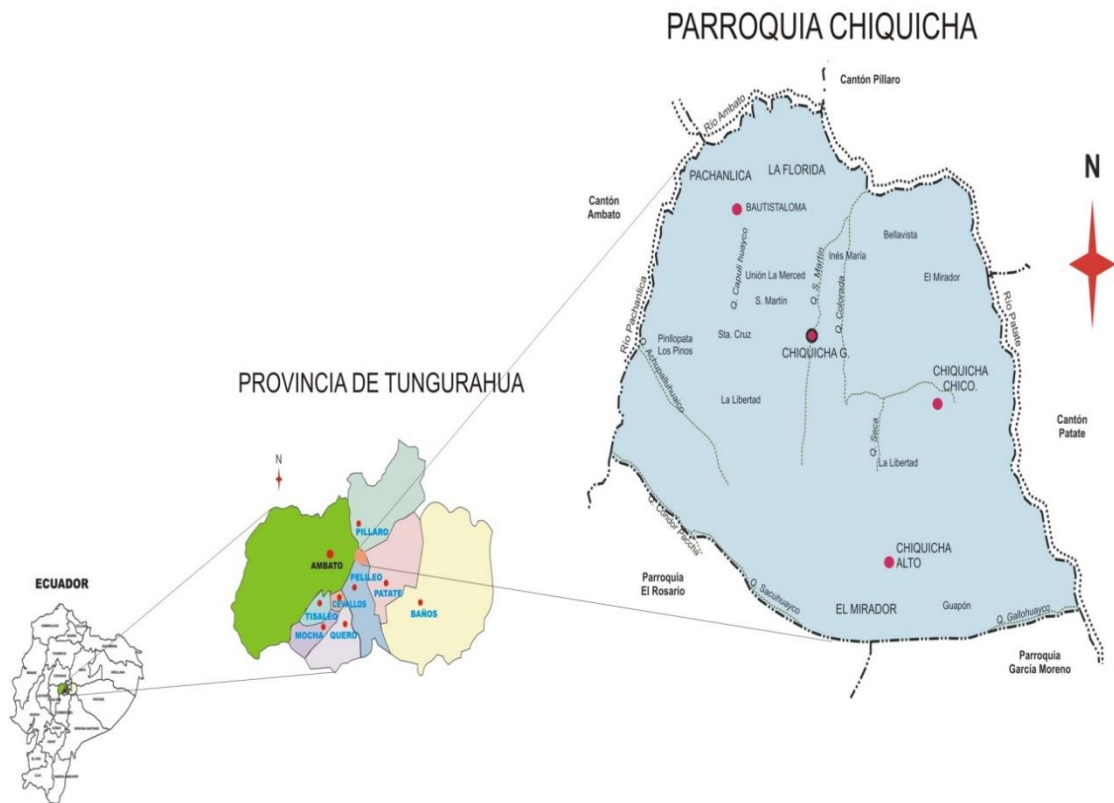 PARROQUIA CHIQUICHA
Cantón Píllaro
Río Ambato
N
LA FLORIDA
PACHANLICA
Cantón
Ambato
BAUTISTALOMA
Bellavista
Inés María
Q. Capuli huayco
Unión La Merced
Q. S. Martín
Q. Colorada
El Mirador
S. Martín
Río Pachanlica
Río Patate
Sta. Cruz
Pinllopata
Los Pinos
CHIQUICHA G.
Q. Achupalluhuaico
CHIQUICHA
CHICO.
La Libertad
Cantón
Patate
Q. Seca
La Libertad
Q. Condor Paccha
CHIQUICHA
ALTO
Parroquia
El Rosario
Q. Sacuhuayco
EL MIRADOR
Guapón
Q. Gallohuayco
Parroquia
García Moreno
PROVINCIA DE TUNGURAHUA
N
PILLARO
AMBATO
PELILEO
PATATE
CEVALLOS
TISALEO
BAÑOS
MOCHA
QUERO
ECUADOR